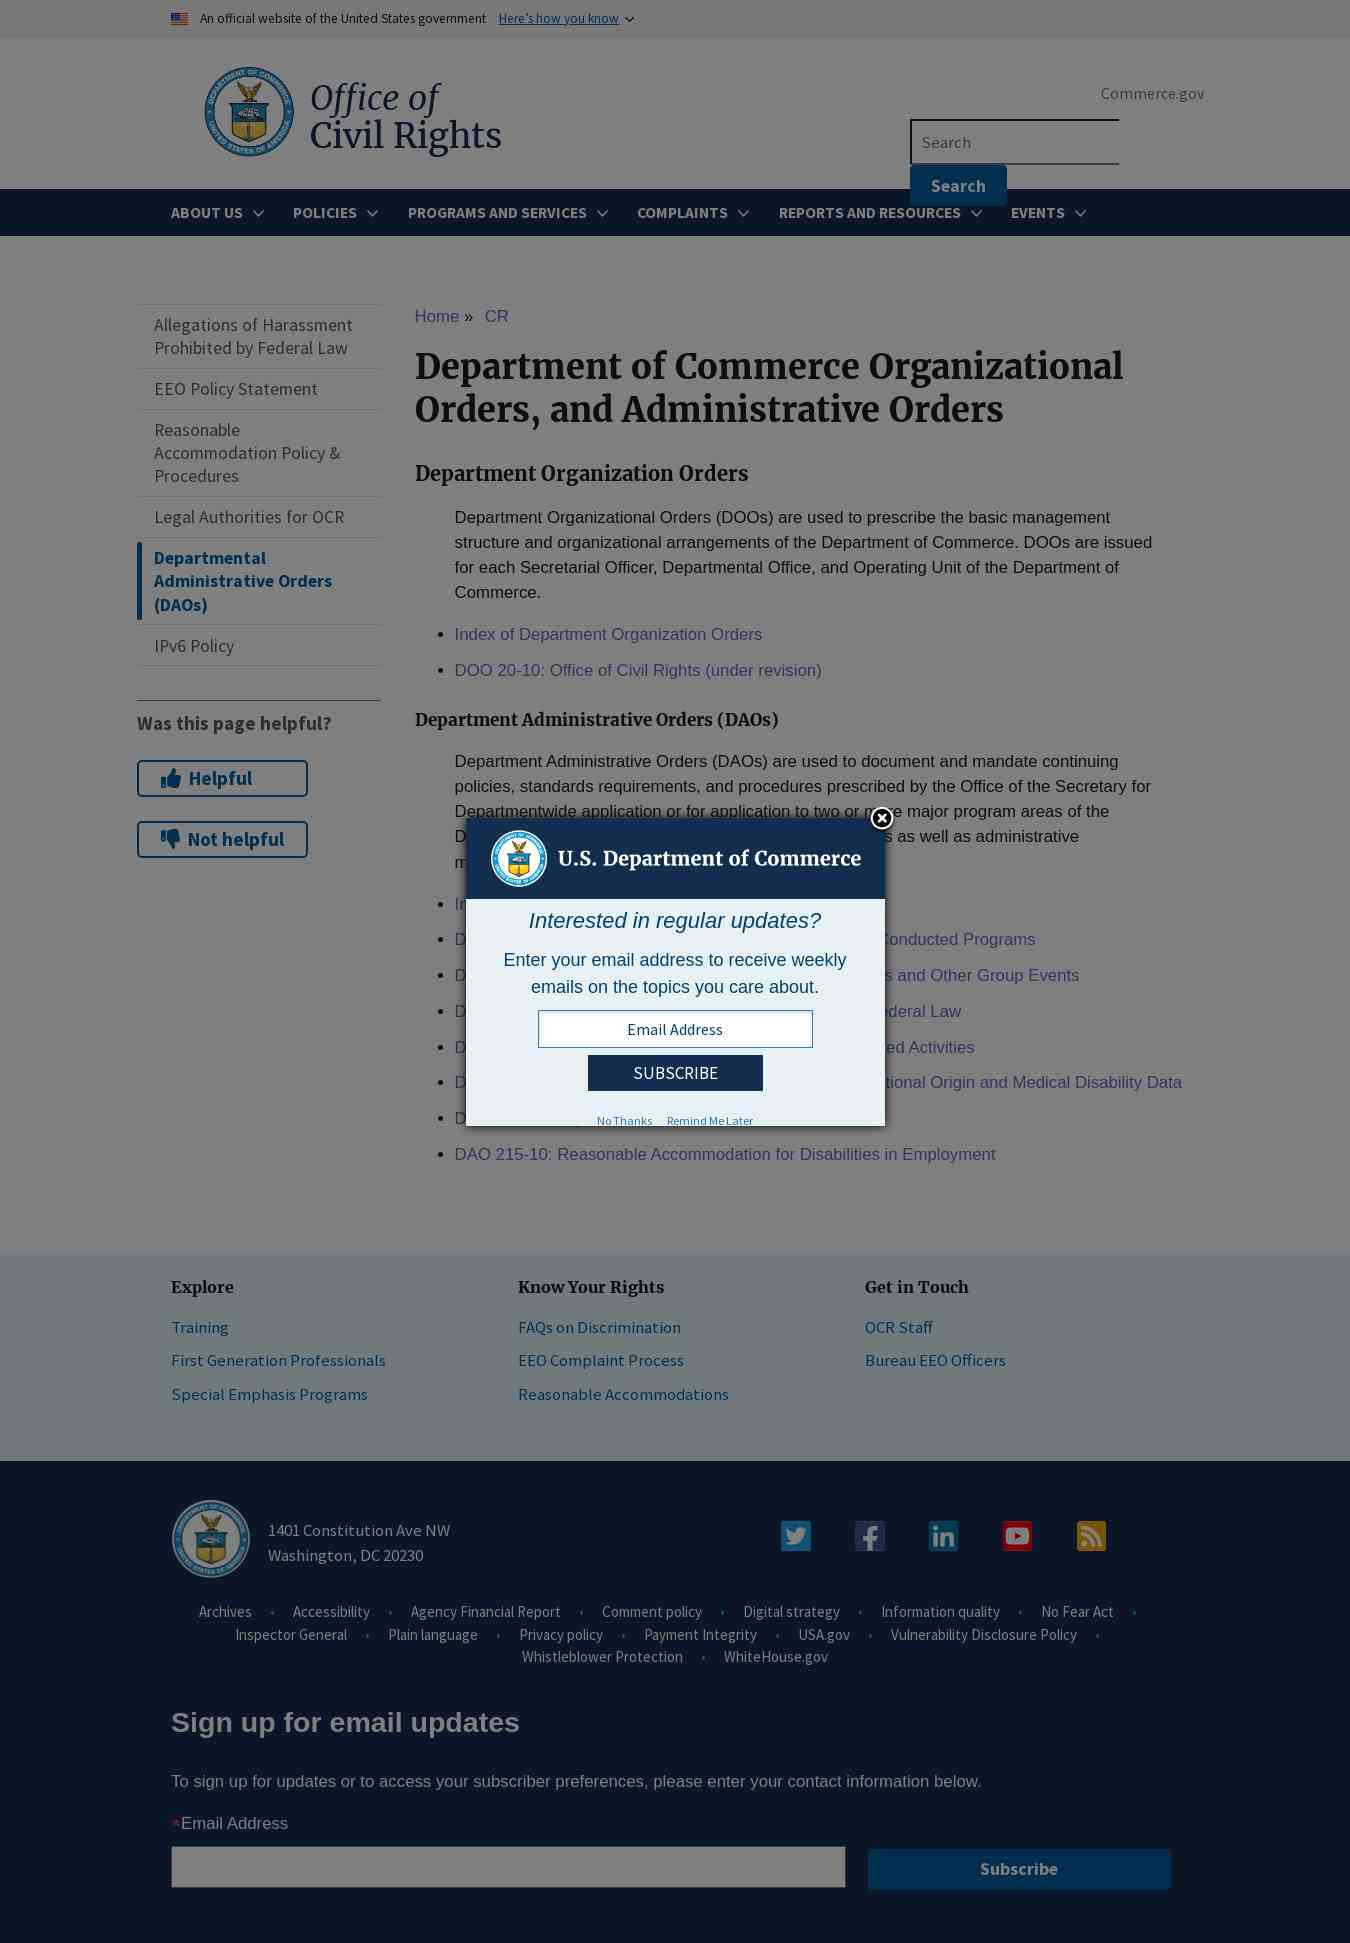 An official website of the United States government Here's how you know
Office of
Civil Rights
Commerce.gov
Search
Search
ABOUT US POLICIES PROGRAMS AND SERVICES COMPLAINTS REPORTS AND RESOURCES EVENTS
Allegations of Harassment
Prohibited by Federal Law
EEO Policy Statement
Reasonable
Accommodation Policy &
Procedures
Legal Authorities for OCR
Departmental
Administrative Orders
(DAOs)
IPv6 Policy
Was this page helpful?
Helpful
Not helpful
Home » CR
Department of Commerce Organizational
Orders, and Administrative Orders
Department Organization Orders
Department Organizational Orders (DOOs) are used to prescribe the basic management
structure and organizational arrangements of the Department of Commerce. DOOs are issued
for each Secretarial Officer, Departmental Office, and Operating Unit of the Department of
Commerce.
Index of Department Organization Orders
DOO 20-10: Office of Civil Rights (under revision)
Department Administrative Orders (DAOs)
Department Administrative Orders (DAOs) are used to document and mandate continuing
policies, standards requirements, and procedures prescribed by the Office of the Secretary for
Departmentwide application or for application to two or more major program areas of the
as well as administrative
Conducted Programs
and Other Group Events
Federal Law
Activities
Origin and Medical Disability Data
DAO 215-10: Reasonable Accommodation for Disabilities in Employment
U.S. Department of Commerce
Interested in regular updates?
Enter your email address to receive weekly
emails on the topics you care about.
Email Address
SUBSCRIBE
No Thanks Remind Me Later
Explore
Training
First Generation Professionals
Special Emphasis Programs
Know Your Rights
FAQs on Discrimination
EEO Complaint Process
Reasonable Accommodations
Get in Touch
OCR Staff
Bureau EEO Officers
1401 Constitution Ave NW
Washington, DC 20230
Archives • Accessibility • Agency Financial Report • Comment policy • Digital strategy • Information quality • No Fear Act •
Inspector General • Plain language • Privacy policy • Payment Integrity • USA.gov • Vulnerability Disclosure Policy •
Whistleblower Protection • WhiteHouse.gov
Sign up for email updates
To sign up for updates or to access your subscriber preferences, please enter your contact information below.
*Email Address
Subscribe